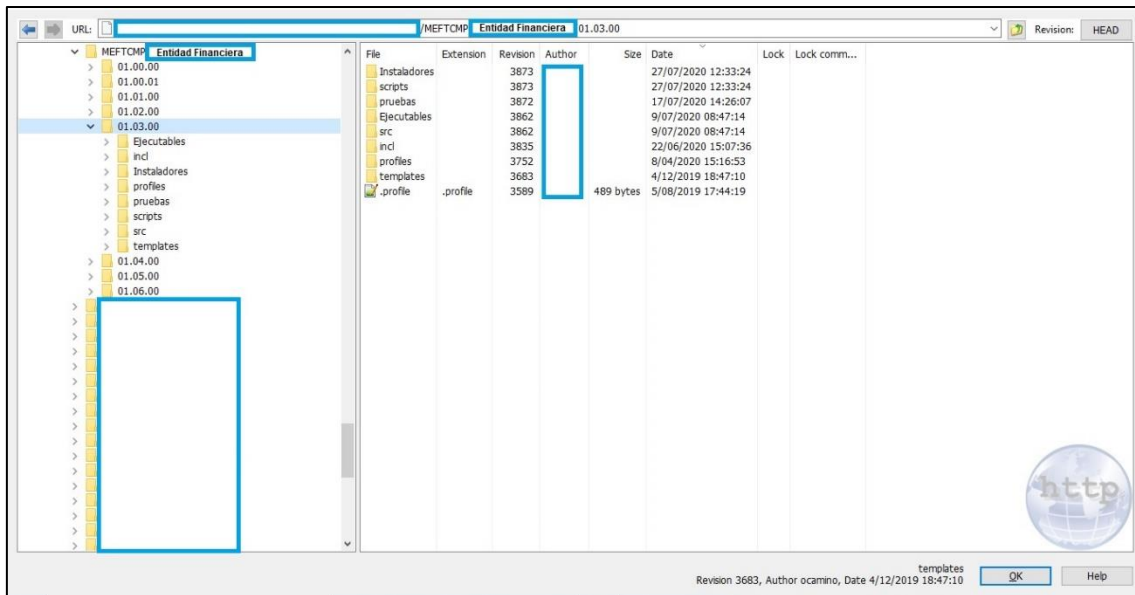 URL: /MEFTCMP Entidad Financiera 01.03.00 Revision: HEAD
MEFTCMP Entidad Financiera
01.00.00
01.00.01
01.01.00
01.02.00
01.03.00
Ejecutables
incl
Instaladores
profiles
pruebas
scripts
src
templates
01.04.00
01.05.00
01.06.00
File Extension Revision Author Size Date Lock Lock comm...
Instaladores 3873 27/07/2020 12:33:24
scripts 3873 27/07/2020 12:33:24
pruebas 3872 17/07/2020 14:26:07
Ejecutables 3862 9/07/2020 08:47:14
src 3862 9/07/2020 08:47:14
incl 3835 22/06/2020 15:07:36
profiles 3752 8/04/2020 15:16:53
templates 3683 4/12/2019 18:47:10
.profile .profile 3589 489 bytes 5/08/2019 17:44:19
http
templates
Revision 3683, Author ocamino, Date 4/12/2019 18:47:10
OK Help